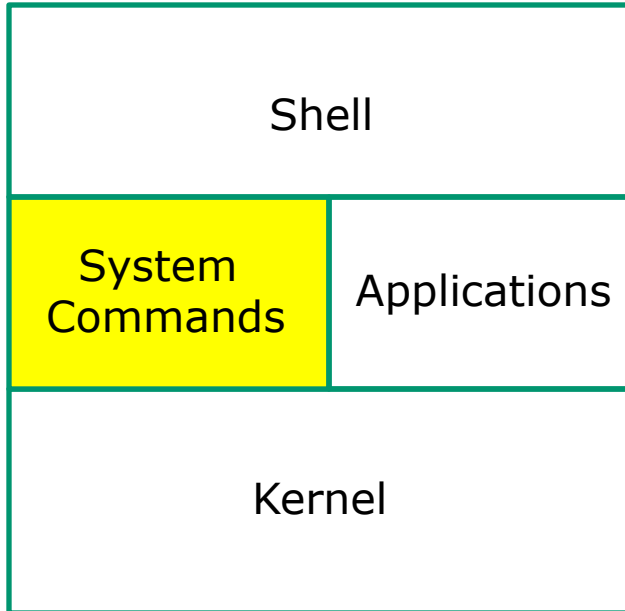 Shell
System
Commands
Applications
Kernel